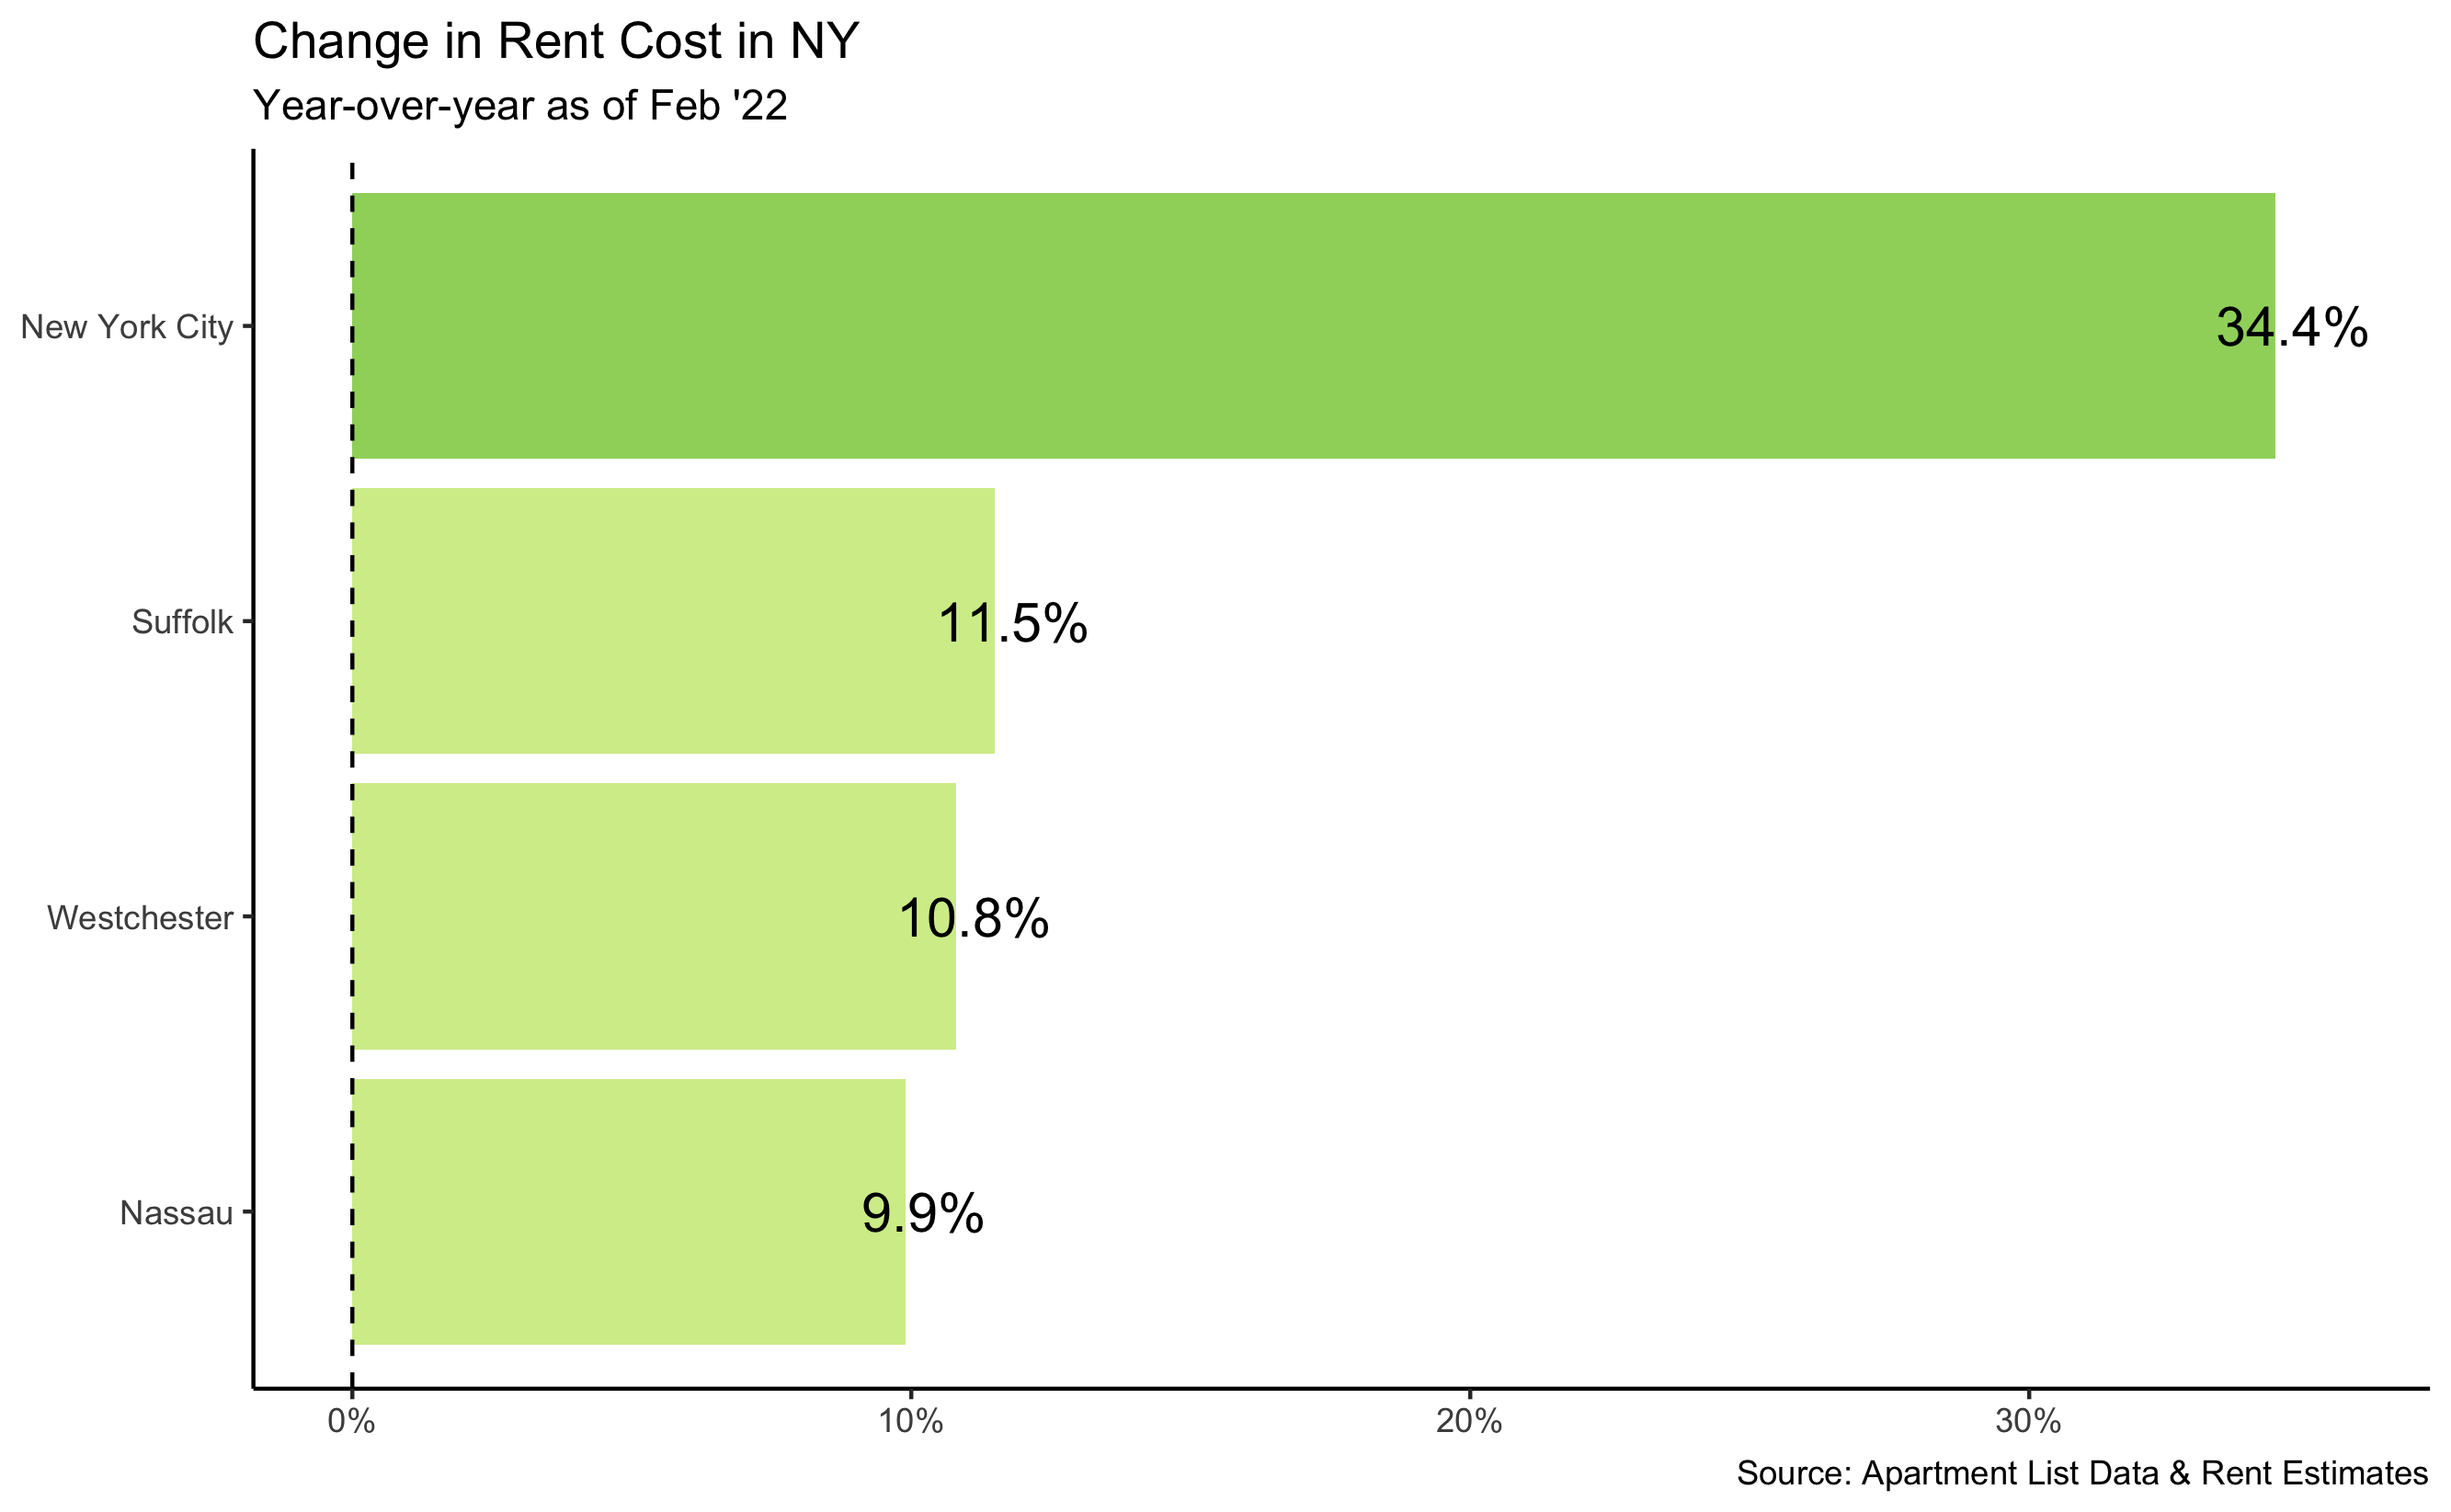 Change in Rent Cost in NY
Year-over-year as of Feb '22
New York City
34.4%
Suffolk
11.5%
Westchester
10.8%
Nassau
9.9%
0%
10%
20%
30%
Source: Apartment List Data & Rent Estimates